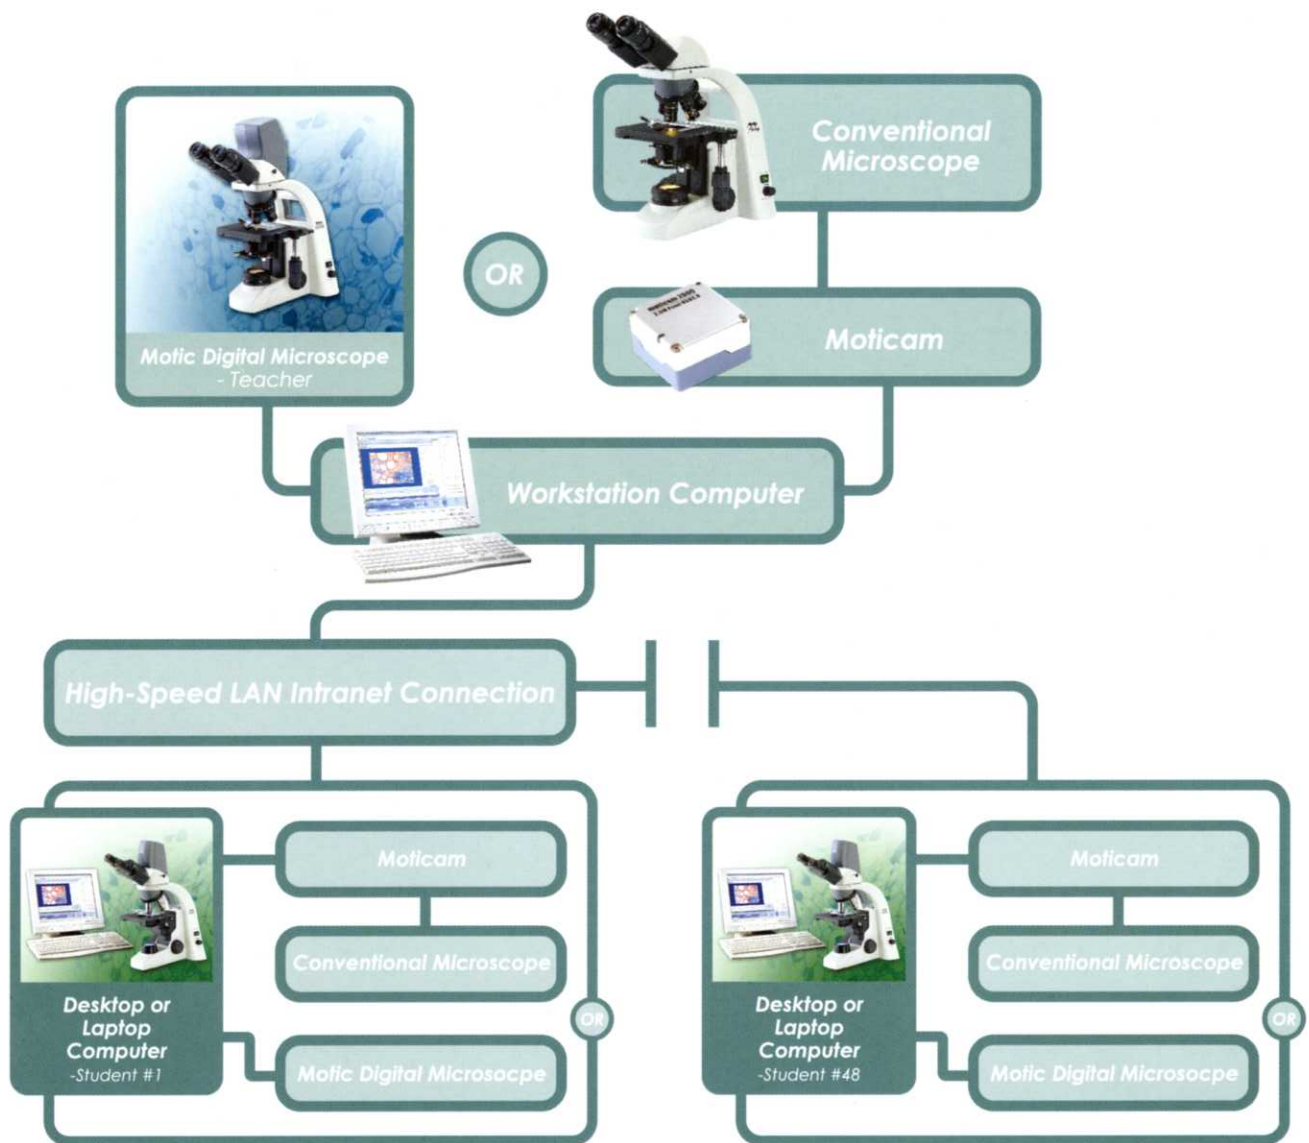 Conventional
Microscope
OR
Moticam
Motic Digital Microscope
- Teacher
Workstation Computer
High-Speed LAN Intranet Connection
Moticam
Conventional Microscope
OR
Motic Digital Microsocpe
Desktop or
Laptop
Computer
-Student #1
Moticam
Conventional Microscope
OR
Motic Digital Microsocpe
Desktop or
Laptop
Computer
-Student #48